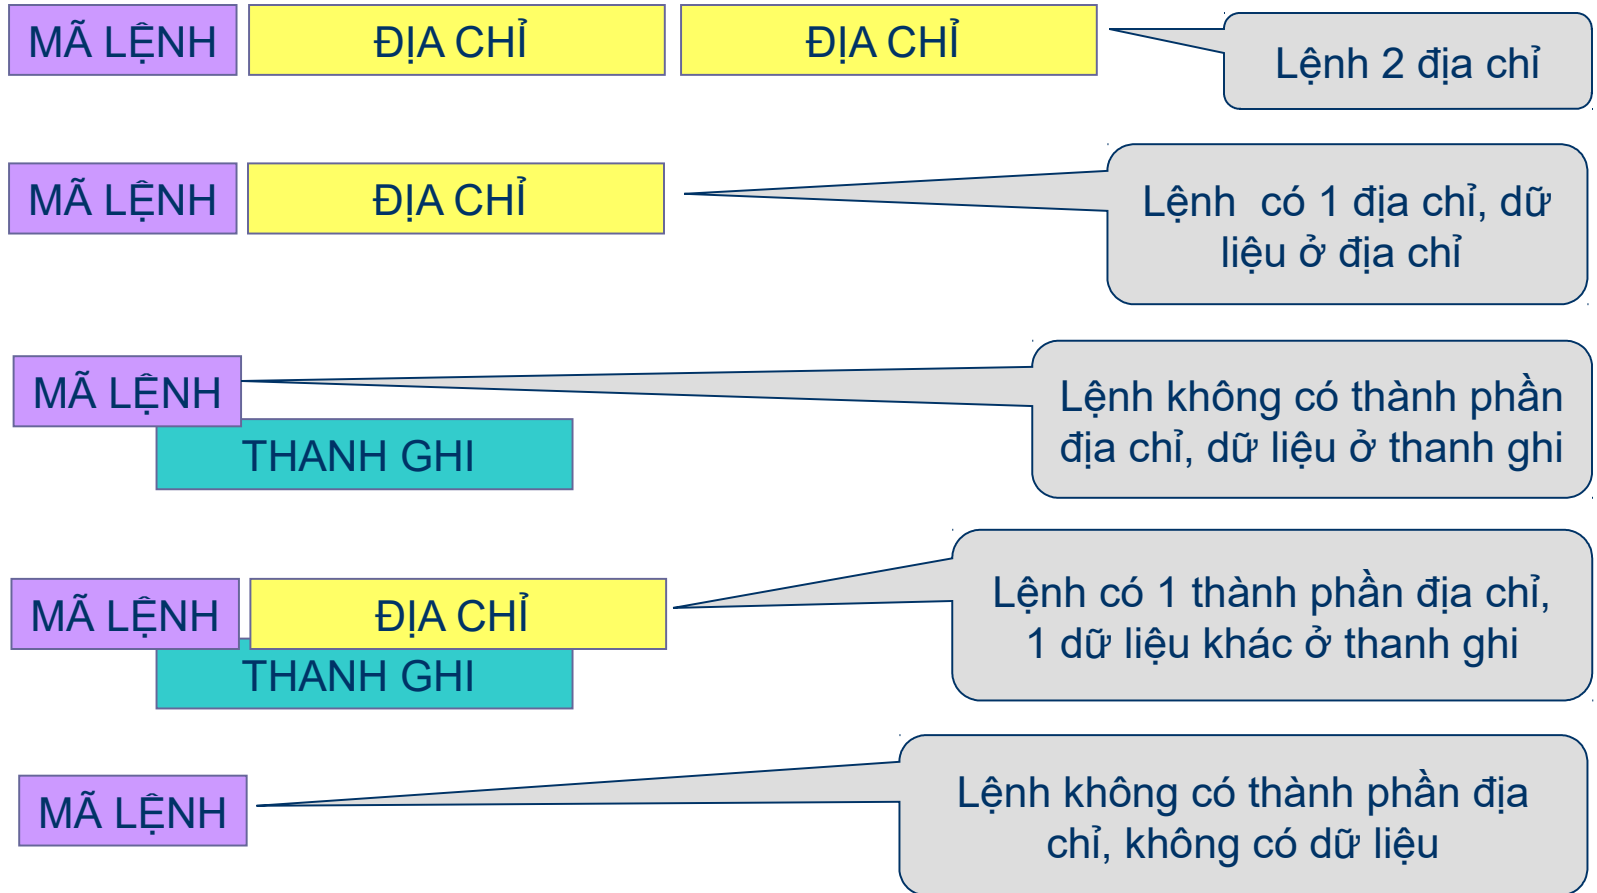 MÃ LỆNH ĐỊA CHỈ ĐỊA CHỈ
Lệnh 2 địa chỉ
MÃ LỆNH ĐỊA CHỈ
Lệnh có 1 địa chỉ, dữ
liệu ở địa chỉ
MÃ LỆNH
THANH GHI
Lệnh không có thành phần
địa chỉ, dữ liệu ở thanh ghi
MÃ LỆNH ĐỊA CHỈ
THANH GHI
Lệnh có 1 thành phần địa chỉ,
1 dữ liệu khác ở thanh ghi
MÃ LỆNH
Lệnh không có thành phần địa
chỉ, không có dữ liệu